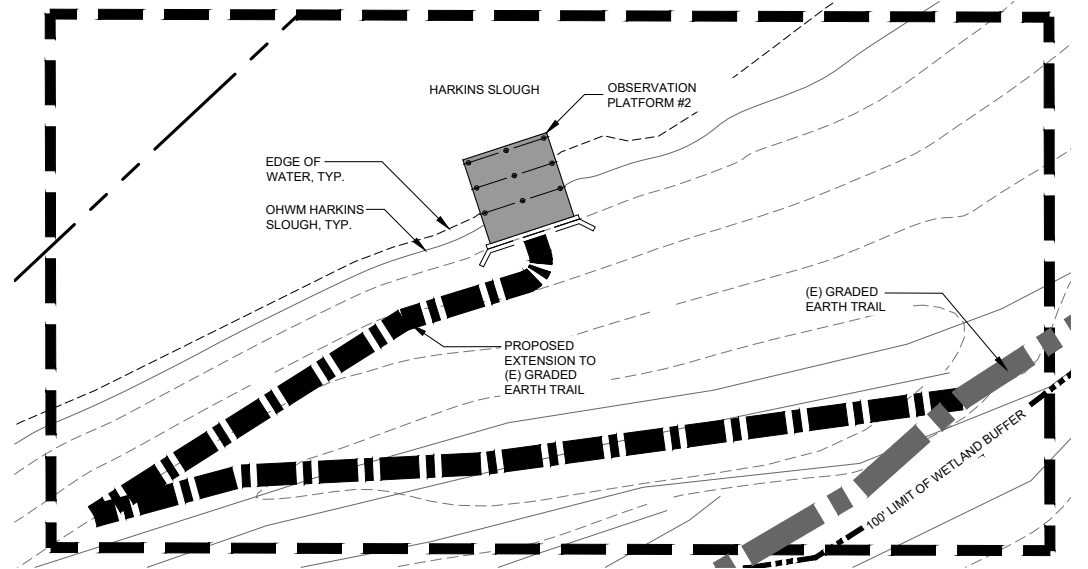 HARKINS SLOUGH
OBSERVATION
PLATFORM #2
EDGE OF
WATER, TYP.
OHWM HARKINS
SLOUGH, TYP.
(E) GRADED
EARTH TRAIL
PROPOSED
EXTENSION TO
(E) GRADED
EARTH TRAIL
100' LIMIT OF WETLAND BUFFER